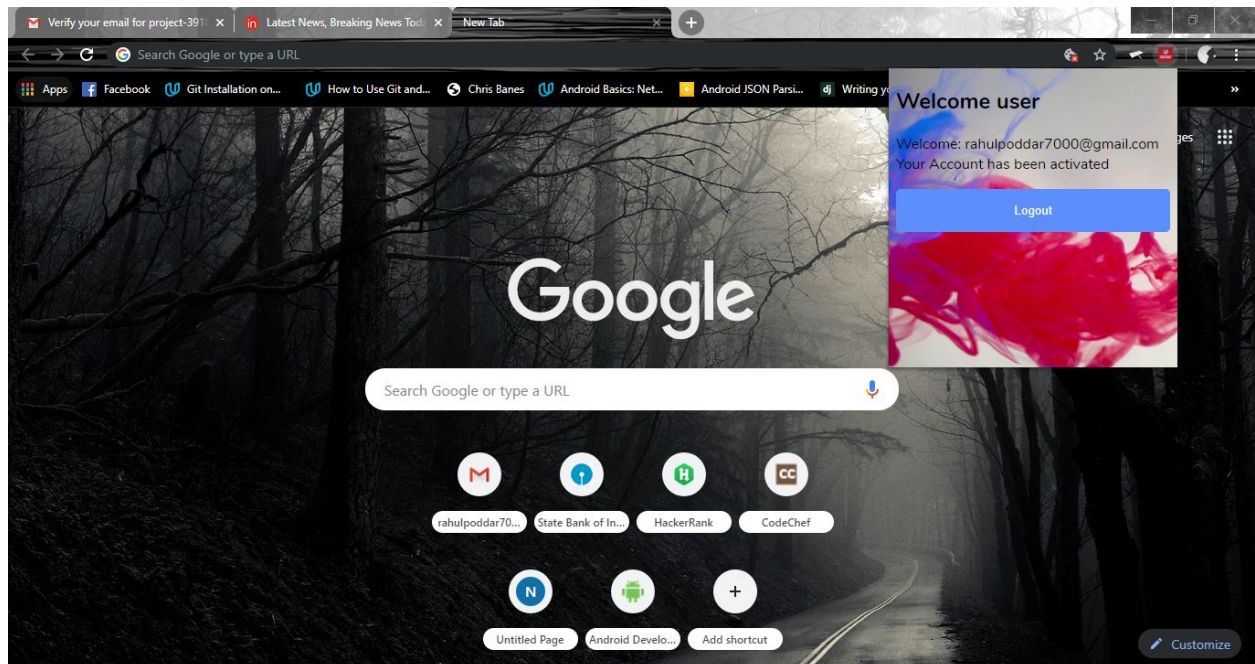 Verify your email for project-391
Latest News, Breaking News Toda
New Tab
Search Google or type a URL
Apps
Facebook
Git Installation on...
How to Use Git and...
Chris Banes
Android Basics: Net...
Android JSON Parsi...
dj Writing yo
»
Welcome user
ges
Welcome: rahulpoddar7000@gmail.com
Your Account has been activated
Logout
Google
Search Google or type a URL
rahulpoddar70...
State Bank of In...
HackerRank
CodeChef
Untitled Page
Android Develo...
Add shortcut
Customize